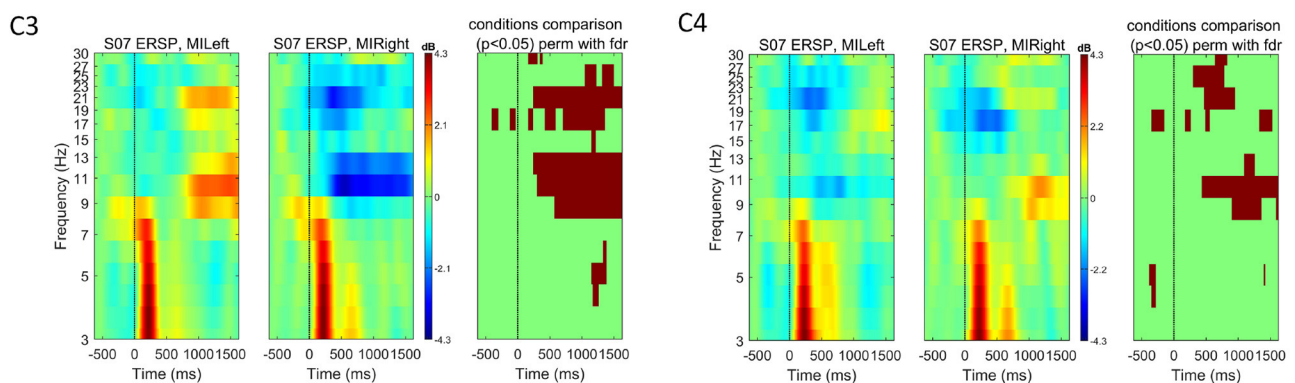 C3
S07 ERSP, MILeft
S07 ERSP, MIRight
dB
conditions comparison
(p<0.05) perm with fdr
Frequency (Hz)
30
27
25
23
21
19
17
15
13
11
9
7
5
3
4.3
2.1
0
-2.1
-4.3
-500 0 500 1000 1500
-500 0 500 1000 1500
-500 0 500 1000 1500
Time (ms)
Time (ms)
Time (ms)
C4
S07 ERSP, MILeft
S07 ERSP, MIRight
dB
conditions comparison
(p<0.05) perm with fdr
Frequency (Hz)
30
27
25
23
21
19
17
15
13
11
9
7
5
3
4.3
2.2
0
-2.2
-4.3
-500 0 500 1000 1500
-500 0 500 1000 1500
-500 0 500 1000 1500
Time (ms)
Time (ms)
Time (ms)